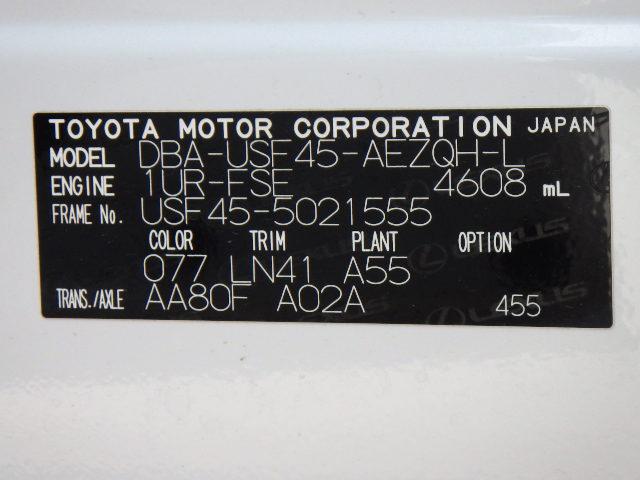 TOYOTA MOTOR CORPORATION JAPAN
MODEL DBA-USF45-AEZQH-L
ENGINE 1UR-FSE 4608 mL
FRAME No. USF45-5021555
COLOR TRIM PLANT OPTION
077 LN41 A55
TRANS./AXLE AA80F A02A 455
LEXUS